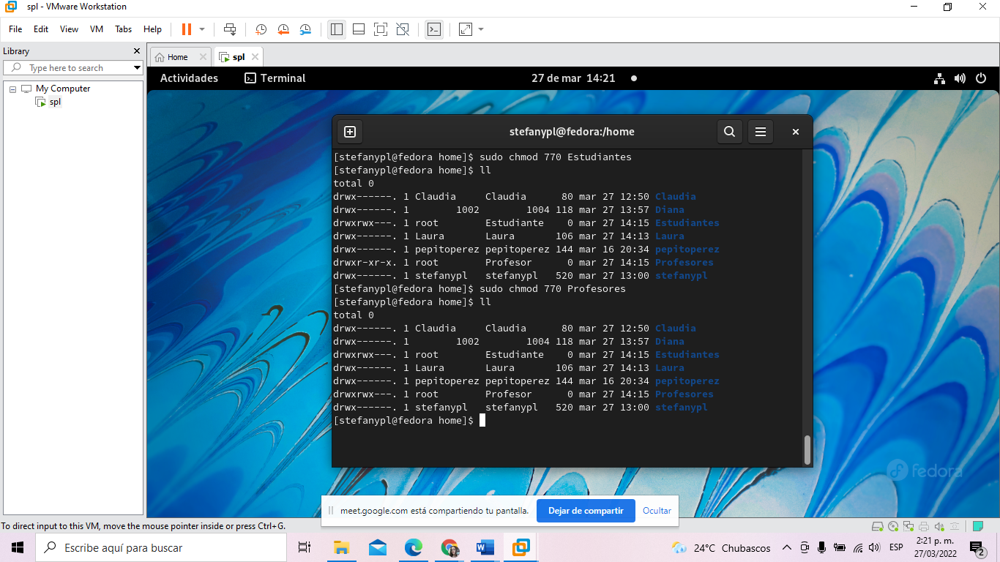 spl - VMware Workstation
File Edit View VM Tabs Help
Library
Type here to search
My Computer
spl
Home spl
Actividades Terminal 27 de mar 14:21
stefanypl@fedora:/home
[stefanypl@fedora home]$ sudo chmod 770 Estudiantes
[stefanypl@fedora home]$ ll
total 0
drwx------. 1 Claudia Claudia 80 mar 27 12:50 Claudia
drwx------. 1 1002 1004 118 mar 27 13:57 Diana
drwxrwx---. 1 root Estudiante 0 mar 27 14:15 Estudiantes
drwx------. 1 Laura Laura 106 mar 27 14:13 Laura
drwx------. 1 pepitoperez pepitoperez 144 mar 16 20:34 pepitoperez
drwxr-xr-x. 1 root Profesor 0 mar 27 14:15 Profesores
drwx------. 1 stefanypl stefanypl 520 mar 27 13:00 stefanypl
[stefanypl@fedora home]$ sudo chmod 770 Profesores
[stefanypl@fedora home]$ ll
total 0
drwx------. 1 Claudia Claudia 80 mar 27 12:50 Claudia
drwx------. 1 1002 1004 118 mar 27 13:57 Diana
drwxrwx---. 1 root Estudiante 0 mar 27 14:15 Estudiantes
drwx------. 1 Laura Laura 106 mar 27 14:13 Laura
drwx------. 1 pepitoperez pepitoperez 144 mar 16 20:34 pepitoperez
drwxrwx---. 1 root Profesor 0 mar 27 14:15 Profesores
drwx------. 1 stefanypl stefanypl 520 mar 27 13:00 stefanypl
[stefanypl@fedora home]$
fedora
meet.google.com está compartiendo tu pantalla. Dejar de compartir Ocultar
To direct input to this VM, move the mouse pointer inside or press Ctrl+G.
Escribe aquí para buscar
24°C Chubascos
ESP
2:21 p. m.
27/03/2022
2